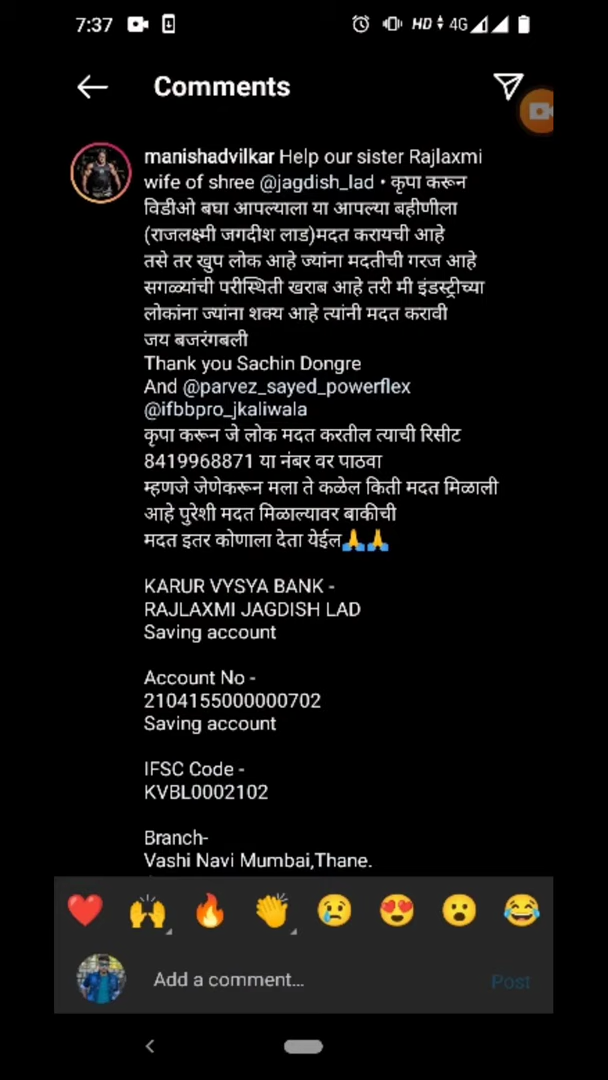 7:37 HD 4G
Comments
manishadvilkar Help our sister Rajlaxmi
wife of shree @jagdish_lad • कृपा करून
विडीओ बघा आपल्याला या आपल्या बहीणीला
(राजलक्ष्मी जगदीश लाड)मदत करायची आहे
तसे तर खुप लोक आहे ज्यांना मदतीची गरज आहे
सगळ्यांची परीस्थिती खराब आहे तरी मी इंडस्ट्रीच्या
लोकांना ज्यांना शक्य आहे त्यांनी मदत करावी
जय बजरंगबली
Thank you Sachin Dongre
And @parvez_sayed_powerflex
@ifbbpro_jkaliwala
कृपा करून जे लोक मदत करतील त्याची रिसीट
8419968871 या नंबर वर पाठवा
म्हणजे जेणेकरून मला ते कळेल किती मदत मिळाली
आहे पुरेशी मदत मिळाल्यावर बाकीची
मदत इतर कोणाला देता येईल🙏🙏
KARUR VYSYA BANK -
RAJLAXMI JAGDISH LAD
Saving account
Account No -
2104155000000702
Saving account
IFSC Code -
KVBL0002102
Branch-
Vashi Navi Mumbai,Thane.
Add a comment... Post